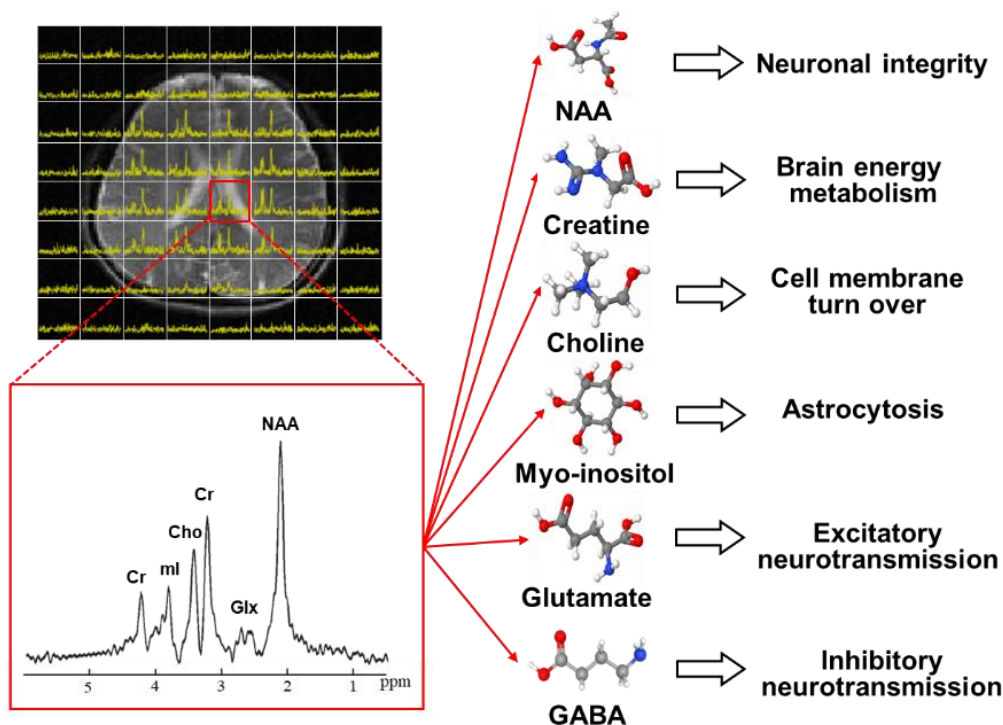 NAA
Neuronal integrity
Creatine
Brain energy
metabolism
Choline
Cell membrane
turn over
Myo-inositol
Astrocytosis
Glutamate
Excitatory
neurotransmission
GABA
Inhibitory
neurotransmission
NAA
Cr
Cho
mI
Cr
Glx
5 4 3 2 1 ppm